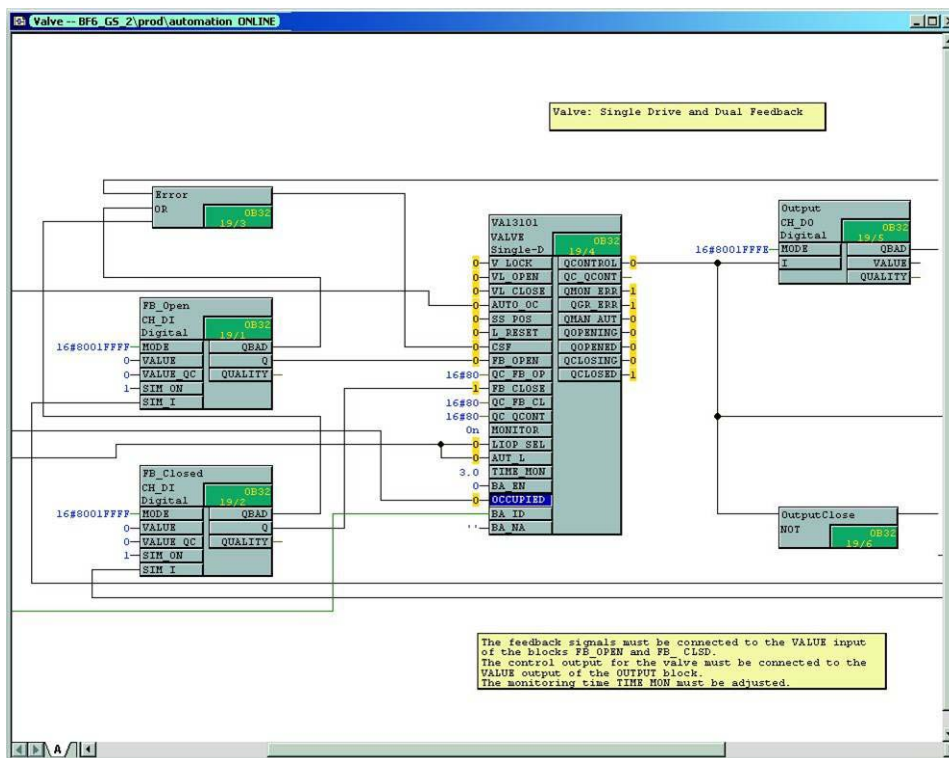 Valve -- BF6_GS_2\prod\automation ONLINE
Valve: Single Drive and Dual Feedback
Error
OR
OB32
19/3
FB_Open
CH_DI
Digital
OB32
19/1
16#8001FFFF MODE QBAD
0 VALUE Q
0 VALUE_QC QUALITY
1 SIM_ON
SIM_I
FB_Closed
CH_DI
Digital
OB32
19/2
16#8001FFFF MODE QBAD
0 VALUE Q
0 VALUE_QC QUALITY
1 SIM_ON
SIM_I
VA13101
VALVE
Single-D
OB32
19/4
0 V_LOCK QCONTROL 0
0 VL_OPEN QC_QCONT
0 VL_CLOSE QMON_ERR 1
0 AUTO_OC QGR_ERR 1
0 SS_POS QMAN_AUT 0
0 L_RESET QOPENING 0
0 CSF QOPENED 0
0 FB_OPEN QCLOSING 0
16#80 QC_FB_OP QCLOSED 1
1 FB_CLOSE
16#80 QC_FB_CL
16#80 QC_QCONT
On MONITOR
0 LIOP_SEL
0 AUT_L
3.0 TIME_MON
0 BA_EN
0 OCCUPIED
BA_ID
'' BA_NA
Output
CH_DO
Digital
OB32
19/5
16#8001FFFE MODE QBAD
I VALUE
QUALITY
OutputClose
NOT
OB32
19/6
The feedback signals must be connected to the VALUE input
of the blocks FB_OPEN and FB_ CLSD.
The control output for the valve must be connected to the
VALUE output of the OUTPUT block.
The monitoring time TIME_MON must be adjusted.
A